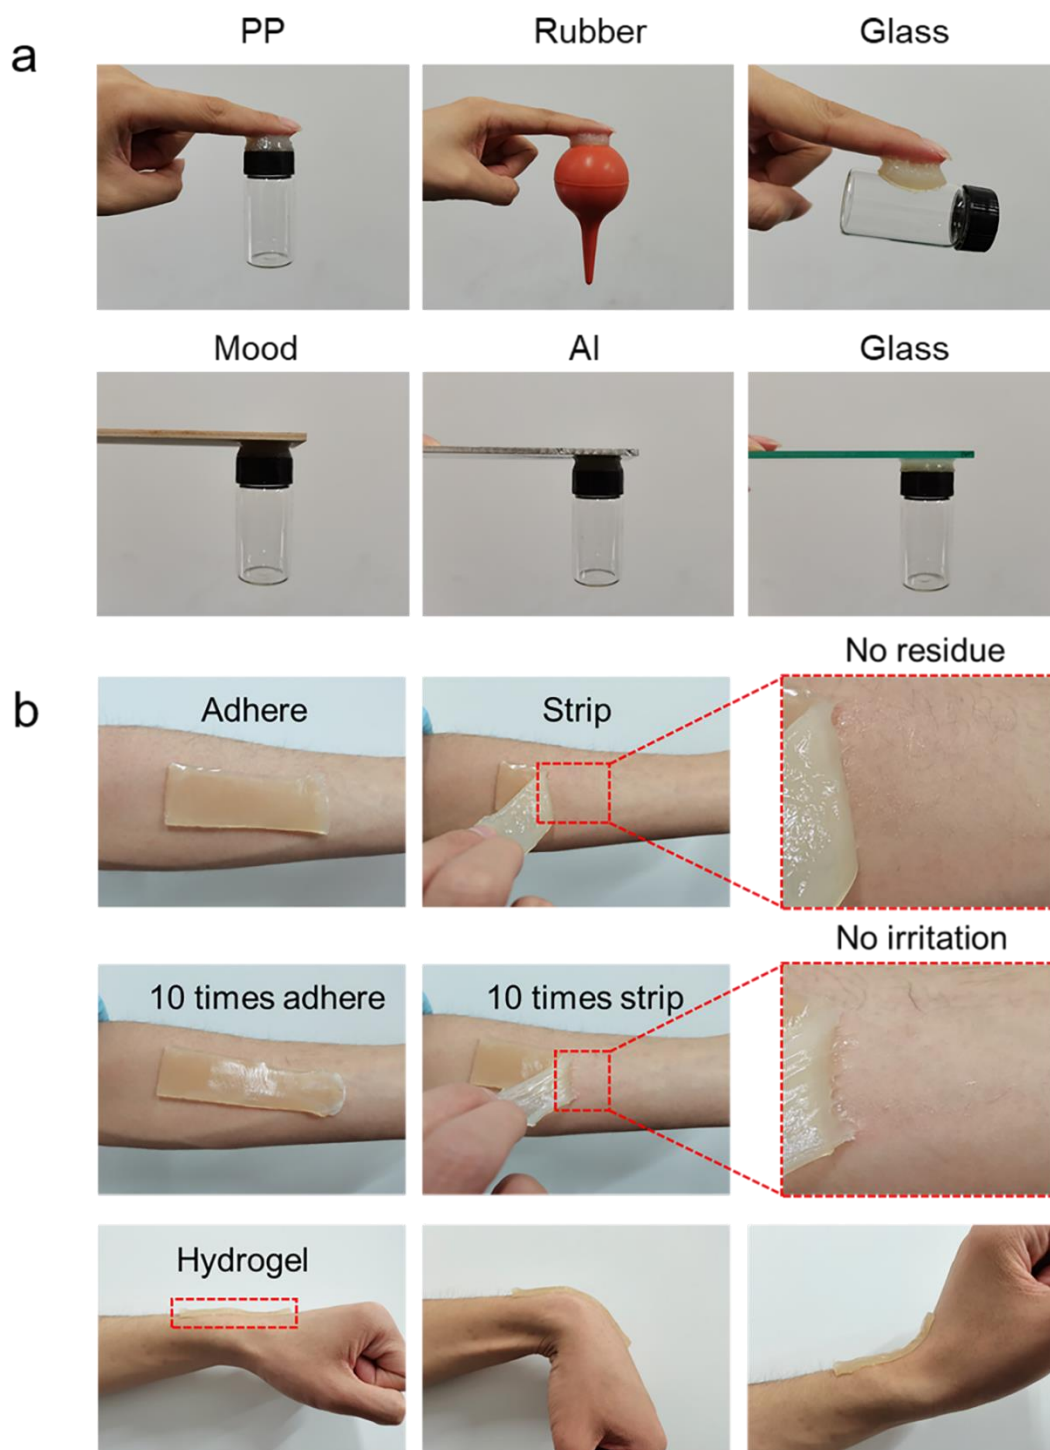 a
PP
Rubber
Glass
Mood
Al
Glass
b
Adhere
Strip
No residue
10 times adhere
10 times strip
No irritation
Hydrogel